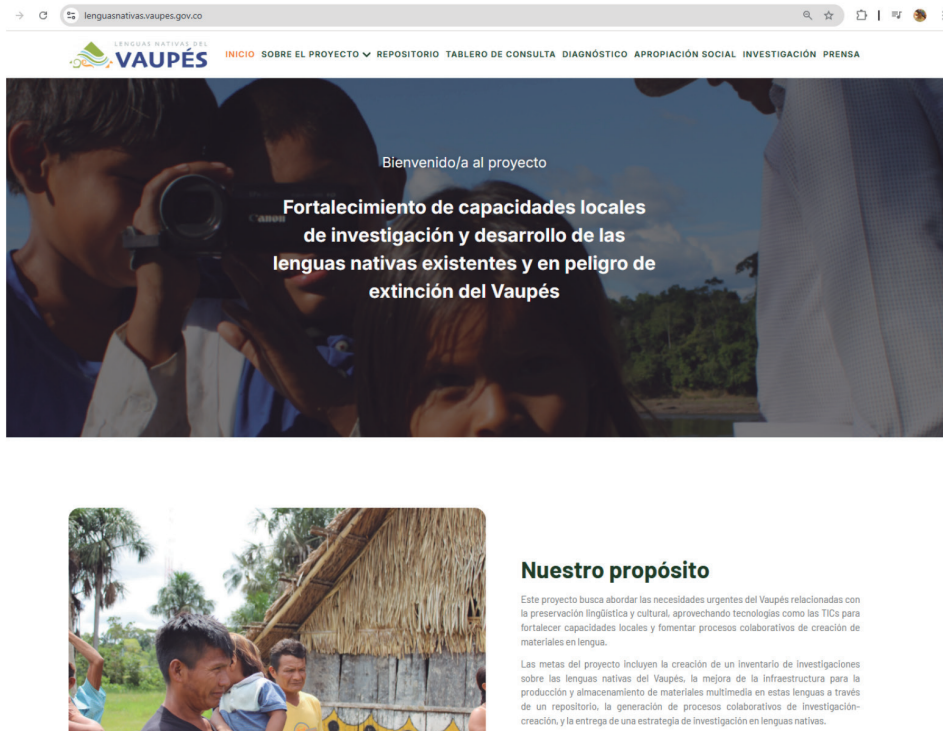 lenguasnativas.vaupes.gov.co
LENGUAS NATIVAS DEL
VAUPÉS
INICIO SOBRE EL PROYECTO REPOSITORIO TABLERO DE CONSULTA DIAGNÓSTICO APROPIACIÓN SOCIAL INVESTIGACIÓN PRENSA
Canon
Bienvenido/a al proyecto
Fortalecimiento de capacidades locales
de investigación y desarrollo de las
lenguas nativas existentes y en peligro de
extinción del Vaupés
Nuestro propósito
Este proyecto busca abordar las necesidades urgentes del Vaupés relacionadas con
la preservación lingüística y cultural, aprovechando tecnologías como las TICs para
fortalecer capacidades locales y fomentar procesos colaborativos de creación de
materiales en lengua.
Las metas del proyecto incluyen la creación de un inventario de investigaciones
sobre las lenguas nativas del Vaupés, la mejora de la infraestructura para la
producción y almacenamiento de materiales multimedia en estas lenguas a través
de un repositorio, la generación de procesos colaborativos de investigación-
creación, y la entrega de una estrategia de investigación en lenguas nativas.